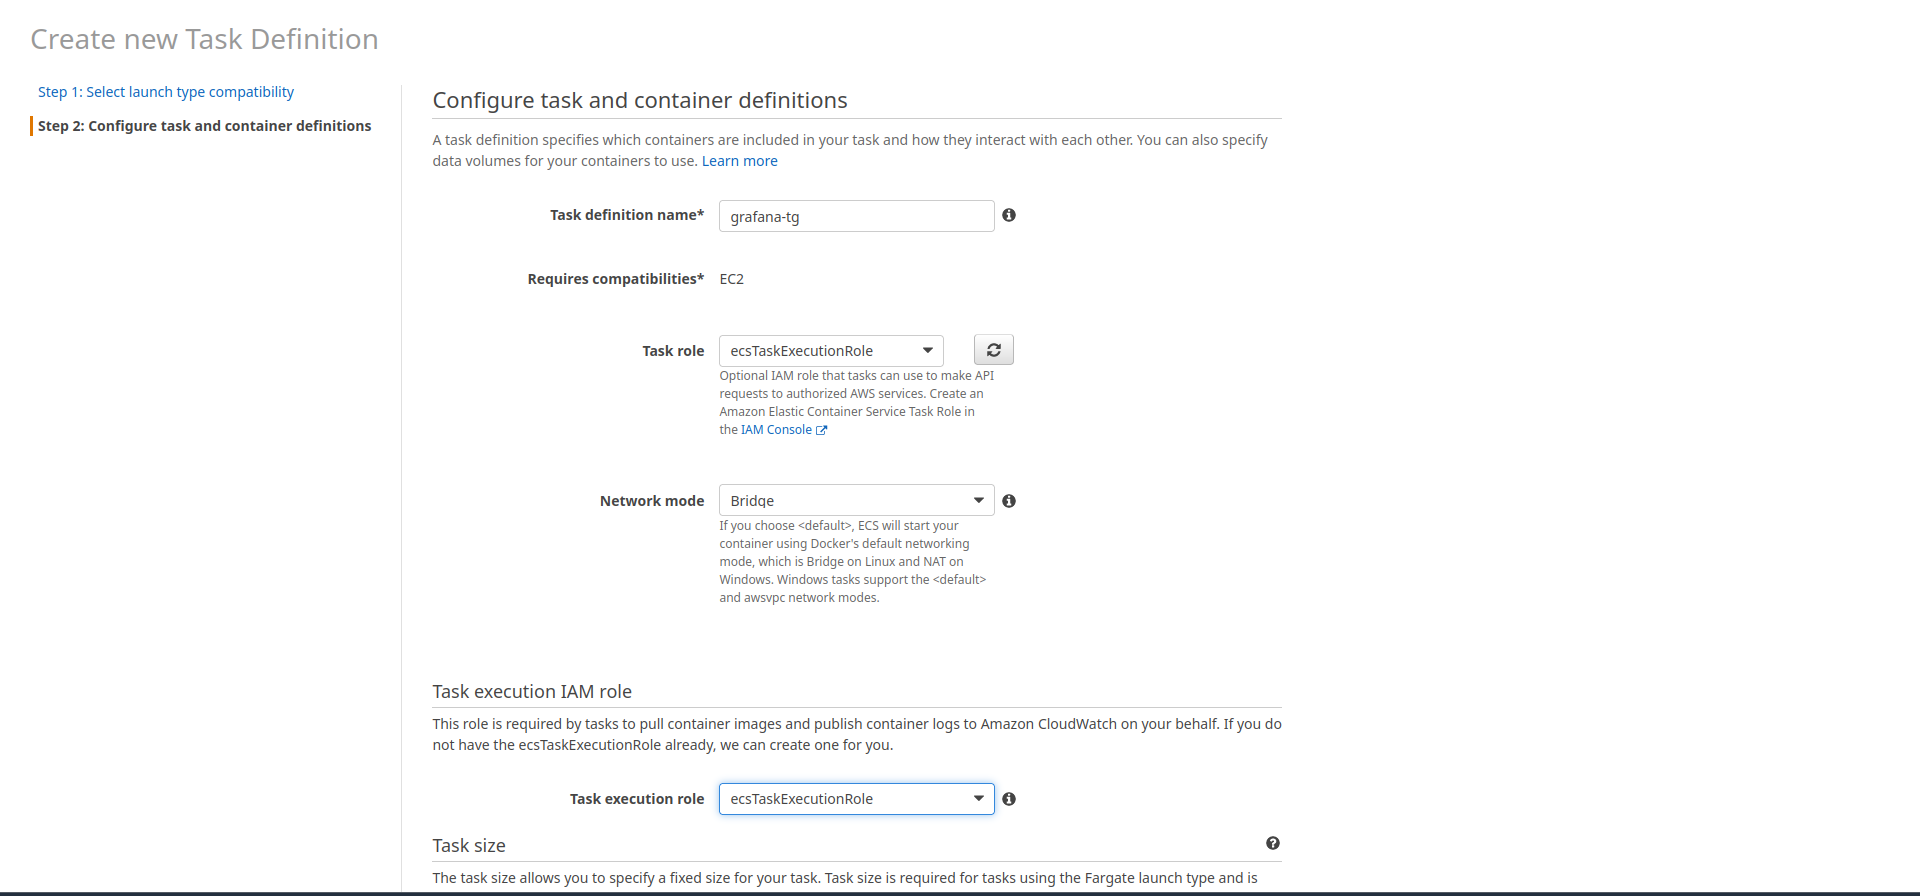 Create new Task Definition
Step 1: Select launch type compatibility
Step 2: Configure task and container definitions
Configure task and container definitions
A task definition specifies which containers are included in your task and how they interact with each other. You can also specify
data volumes for your containers to use. Learn more
Task definition name* grafana-tg
Requires compatibilities* EC2
Task role ecsTaskExecutionRole
Optional IAM role that tasks can use to make API
requests to authorized AWS services. Create an
Amazon Elastic Container Service Task Role in
the IAM Console
Network mode Bridge
If you choose <default>, ECS will start your
container using Docker's default networking
mode, which is Bridge on Linux and NAT on
Windows. Windows tasks support the <default>
and awsvpc network modes.
Task execution IAM role
This role is required by tasks to pull container images and publish container logs to Amazon CloudWatch on your behalf. If you do
not have the ecsTaskExecutionRole already, we can create one for you.
Task execution role ecsTaskExecutionRole
Task size
The task size allows you to specify a fixed size for your task. Task size is required for tasks using the Fargate launch type and is